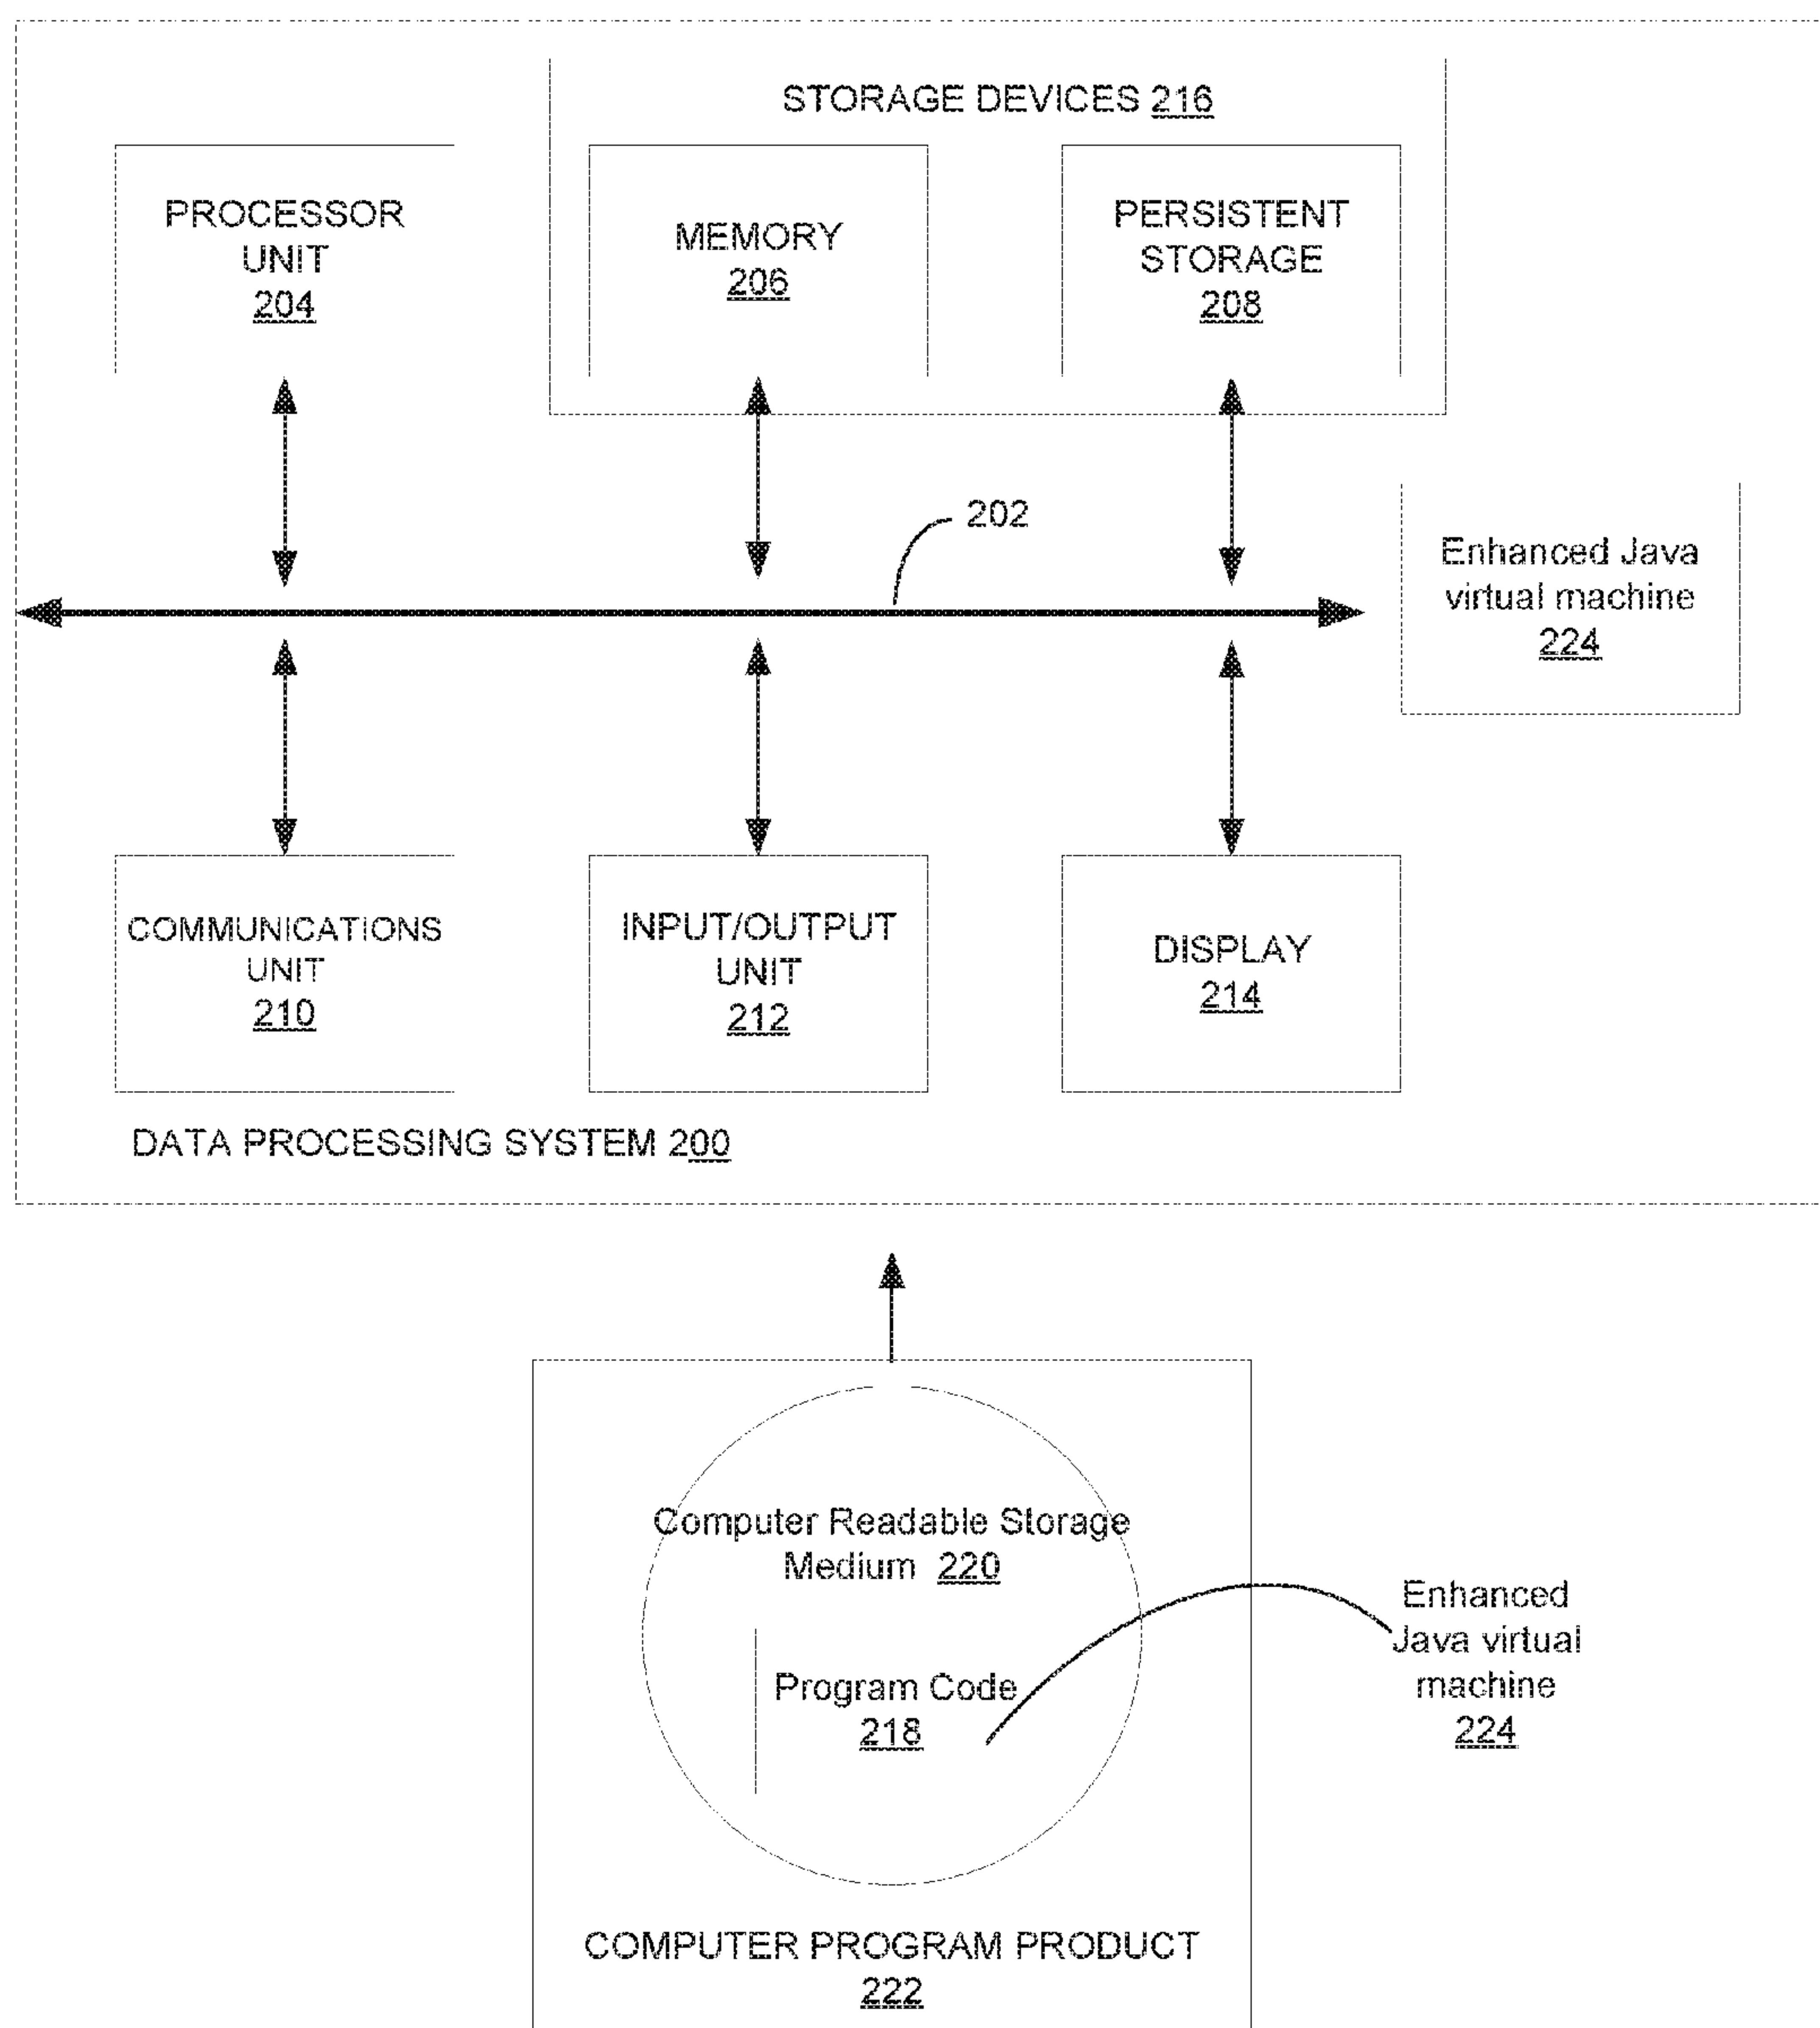 STORAGE DEVICES 216
PROCESSOR
UNIT
204
MEMORY
206
PERSISTENT
STORAGE
208
202
Enhanced Java
virtual machine
224
COMMUNICATIONS
UNIT
210
INPUT/OUTPUT
UNIT
212
DISPLAY
214
DATA PROCESSING SYSTEM 200
Computer Readable Storage
Medium 220
Program Code
218
Enhanced
Java virtual
machine
224
COMPUTER PROGRAM PRODUCT
222